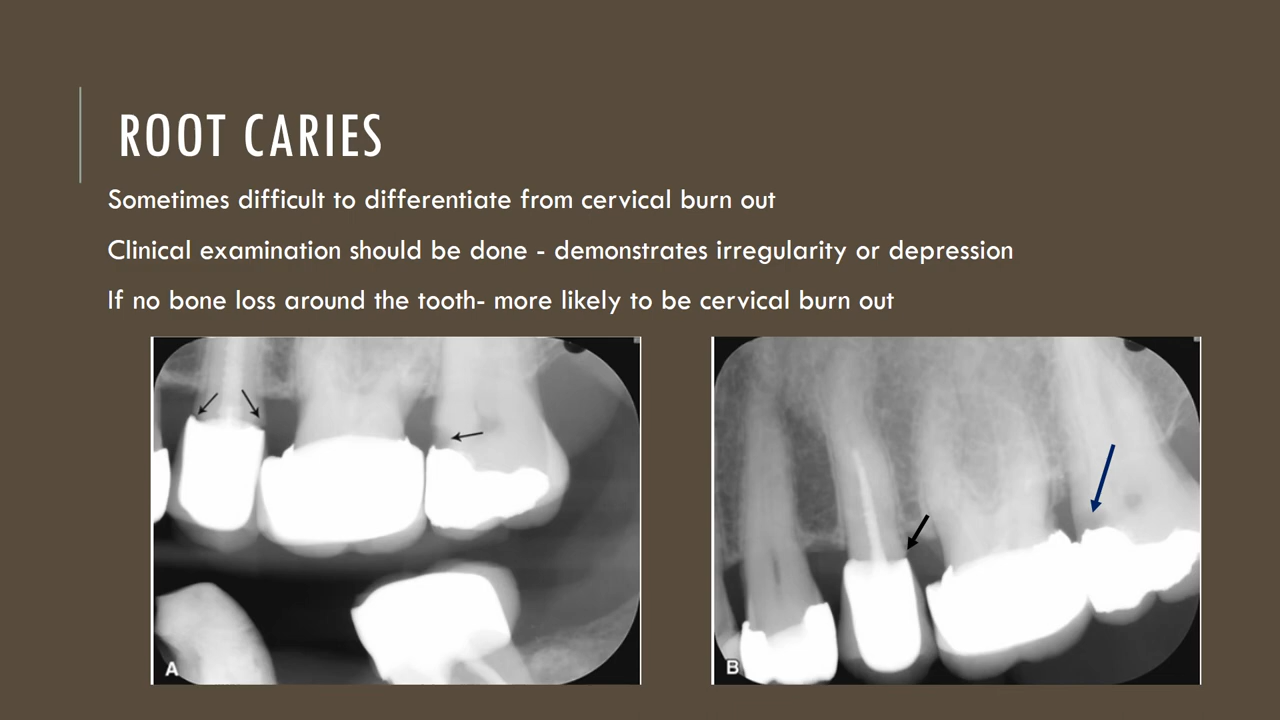 ROOT CARIES
Sometimes difficult to differentiate from cervical burn out
Clinical examination should be done - demonstrates irregularity or depression
If no bone loss around the tooth- more likely to be cervical burn out
A
B